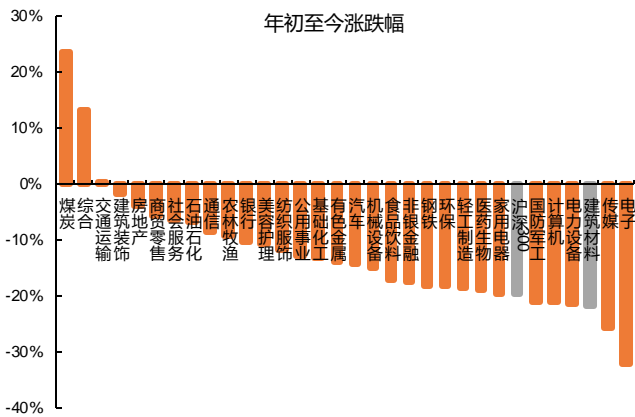 年初至今涨跌幅
30%
20%
10%
0%
-10%
-20%
-30%
-40%
煤炭
综合
交通运输
建筑装饰
房地产
商贸零售
社会服务
石油石化
通信
农林牧渔
银行
美容护理
纺织服饰
公用事业
基础化工
有色金属
汽车
机械设备
食品饮料
非银金融
钢铁
环保
轻工制造
医药生物
家用电器
沪深300
国防军工
计算机
电力设备
建筑材料
传媒
电子